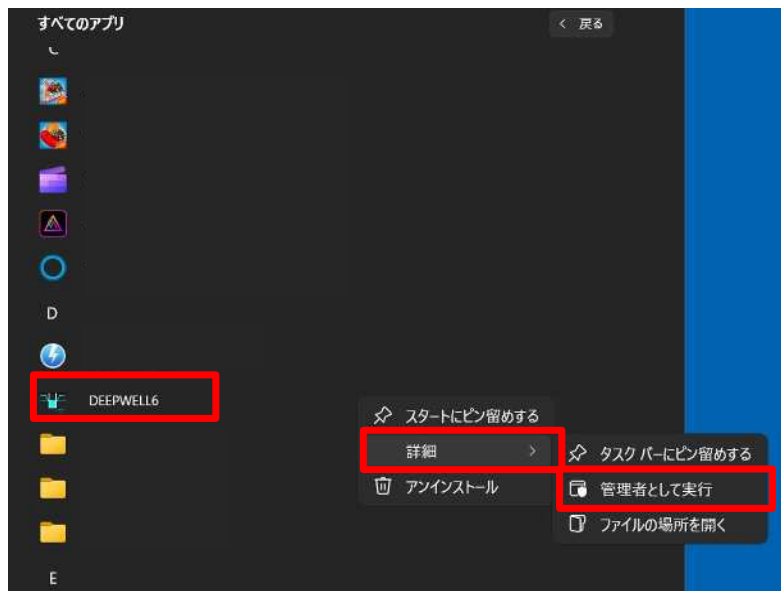 すべてのアプリ
戻る
D
DEEPWELL6
スタートにピン留めする
詳細
タスク バーにピン留めする
アンインストール
管理者として実行
ファイルの場所を開く
E